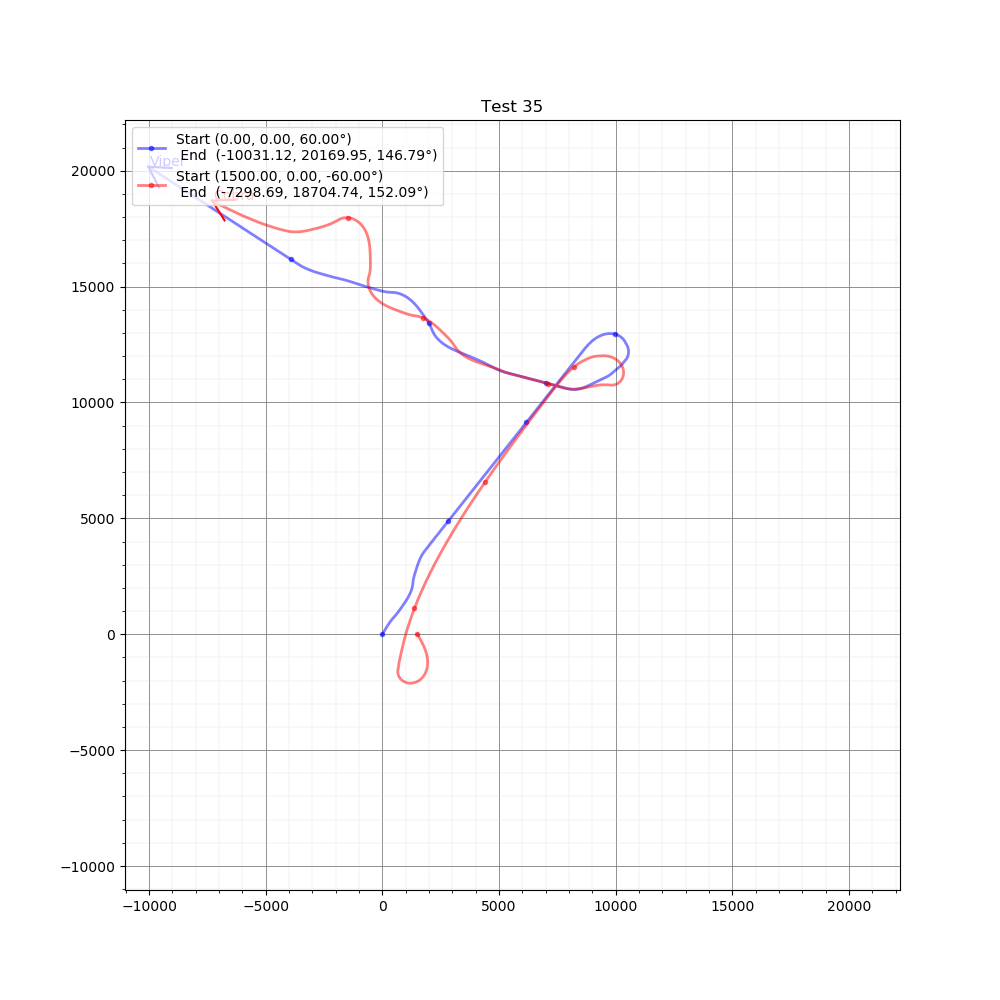 Test 35
Start (0.00, 0.00, 60.00°)
End (-10031.12, 20169.95, 146.79°)
Start (1500.00, 0.00, -60.00°)
End (-7298.69, 18704.74, 152.09°)
20000
15000
10000
5000
0
−5000
−10000
−10000 −5000 0 5000 10000 15000 20000